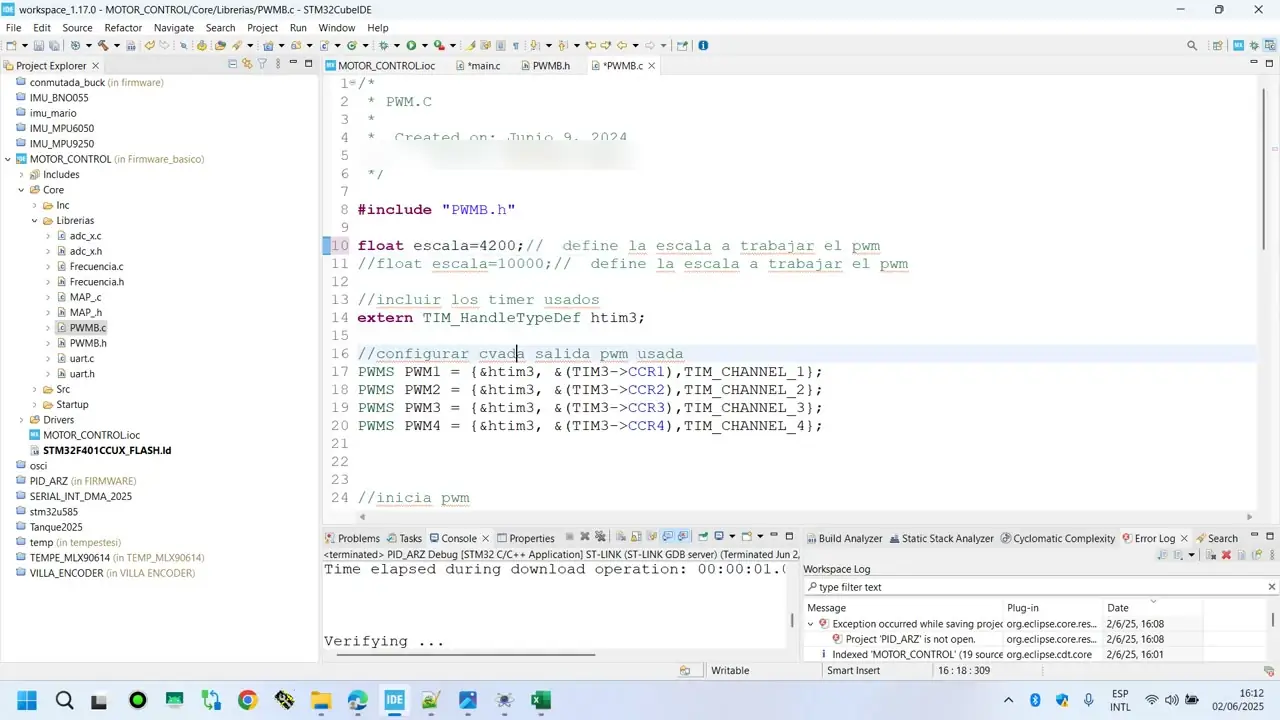 workspace_1.17.0 - MOTOR_CONTROL/Core/Librerias/PWMB.c - STM32CubeIDE
File Edit Source Refactor Navigate Search Project Run Window Help
Project Explorer
conmutada_buck (in firmware)
IMU_BNO055
imu_mario
IMU_MPU6050
IMU_MPU9250
MOTOR_CONTROL (in Firmware_basico)
Includes
Core
Inc
Librerias
adc_x.c
adc_x.h
Frecuencia.c
Frecuencia.h
MAP_.c
MAP_.h
PWMB.c
PWMB.h
uart.c
uart.h
Src
Startup
Drivers
MOTOR_CONTROL.ioc
STM32F401CCUX_FLASH.ld
osci
PID_ARZ (in FIRMWARE)
SERIAL_INT_DMA_2025
stm32u585
Tanque2025
temp (in tempestesi)
TEMPE_MLX90614 (in TEMP_MLX90614)
VILLA_ENCODER (in VILLA ENCODER)
MOTOR_CONTROL.ioc *main.c PWMB.h *PWMB.c
1 /*
2 * PWM.C
3 *
4 * Created on: Junio 9, 2024
5
6 */
7
8 #include "PWMB.h"
9
10 float escala=4200;// define la escala a trabajar el pwm
11 //float escala=10000;// define la escala a trabajar el pwm
12
13 //incluir los timer usados
14 extern TIM_HandleTypeDef htim3;
15
16 //configurar cvada salida pwm usada
17 PWMS PWM1 = {&htim3, &(TIM3->CCR1),TIM_CHANNEL_1};
18 PWMS PWM2 = {&htim3, &(TIM3->CCR2),TIM_CHANNEL_2};
19 PWMS PWM3 = {&htim3, &(TIM3->CCR3),TIM_CHANNEL_3};
20 PWMS PWM4 = {&htim3, &(TIM3->CCR4),TIM_CHANNEL_4};
21
22
23
24 //inicia pwm
Problems Tasks Console Properties
<terminated> PID_ARZ Debug [STM32 C/C++ Application] ST-LINK (ST-LINK GDB server) (Terminated Jun 2,
Time elapsed during download operation: 00:00:01.0
Verifying ...
Build Analyzer Static Stack Analyzer Cyclomatic Complexity Error Log Search
Workspace Log
type filter text
Message Plug-in Date
Exception occurred while saving projec org.eclipse.core.res... 2/6/25, 16:08
Project 'PID_ARZ' is not open. org.eclipse.core.res... 2/6/25, 16:08
Indexed 'MOTOR_CONTROL' (19 source org.eclipse.cdt.core 2/6/25, 16:01
Writable Smart Insert 16 : 18 : 309
IDE
ESP
INTL
16:12
02/06/2025